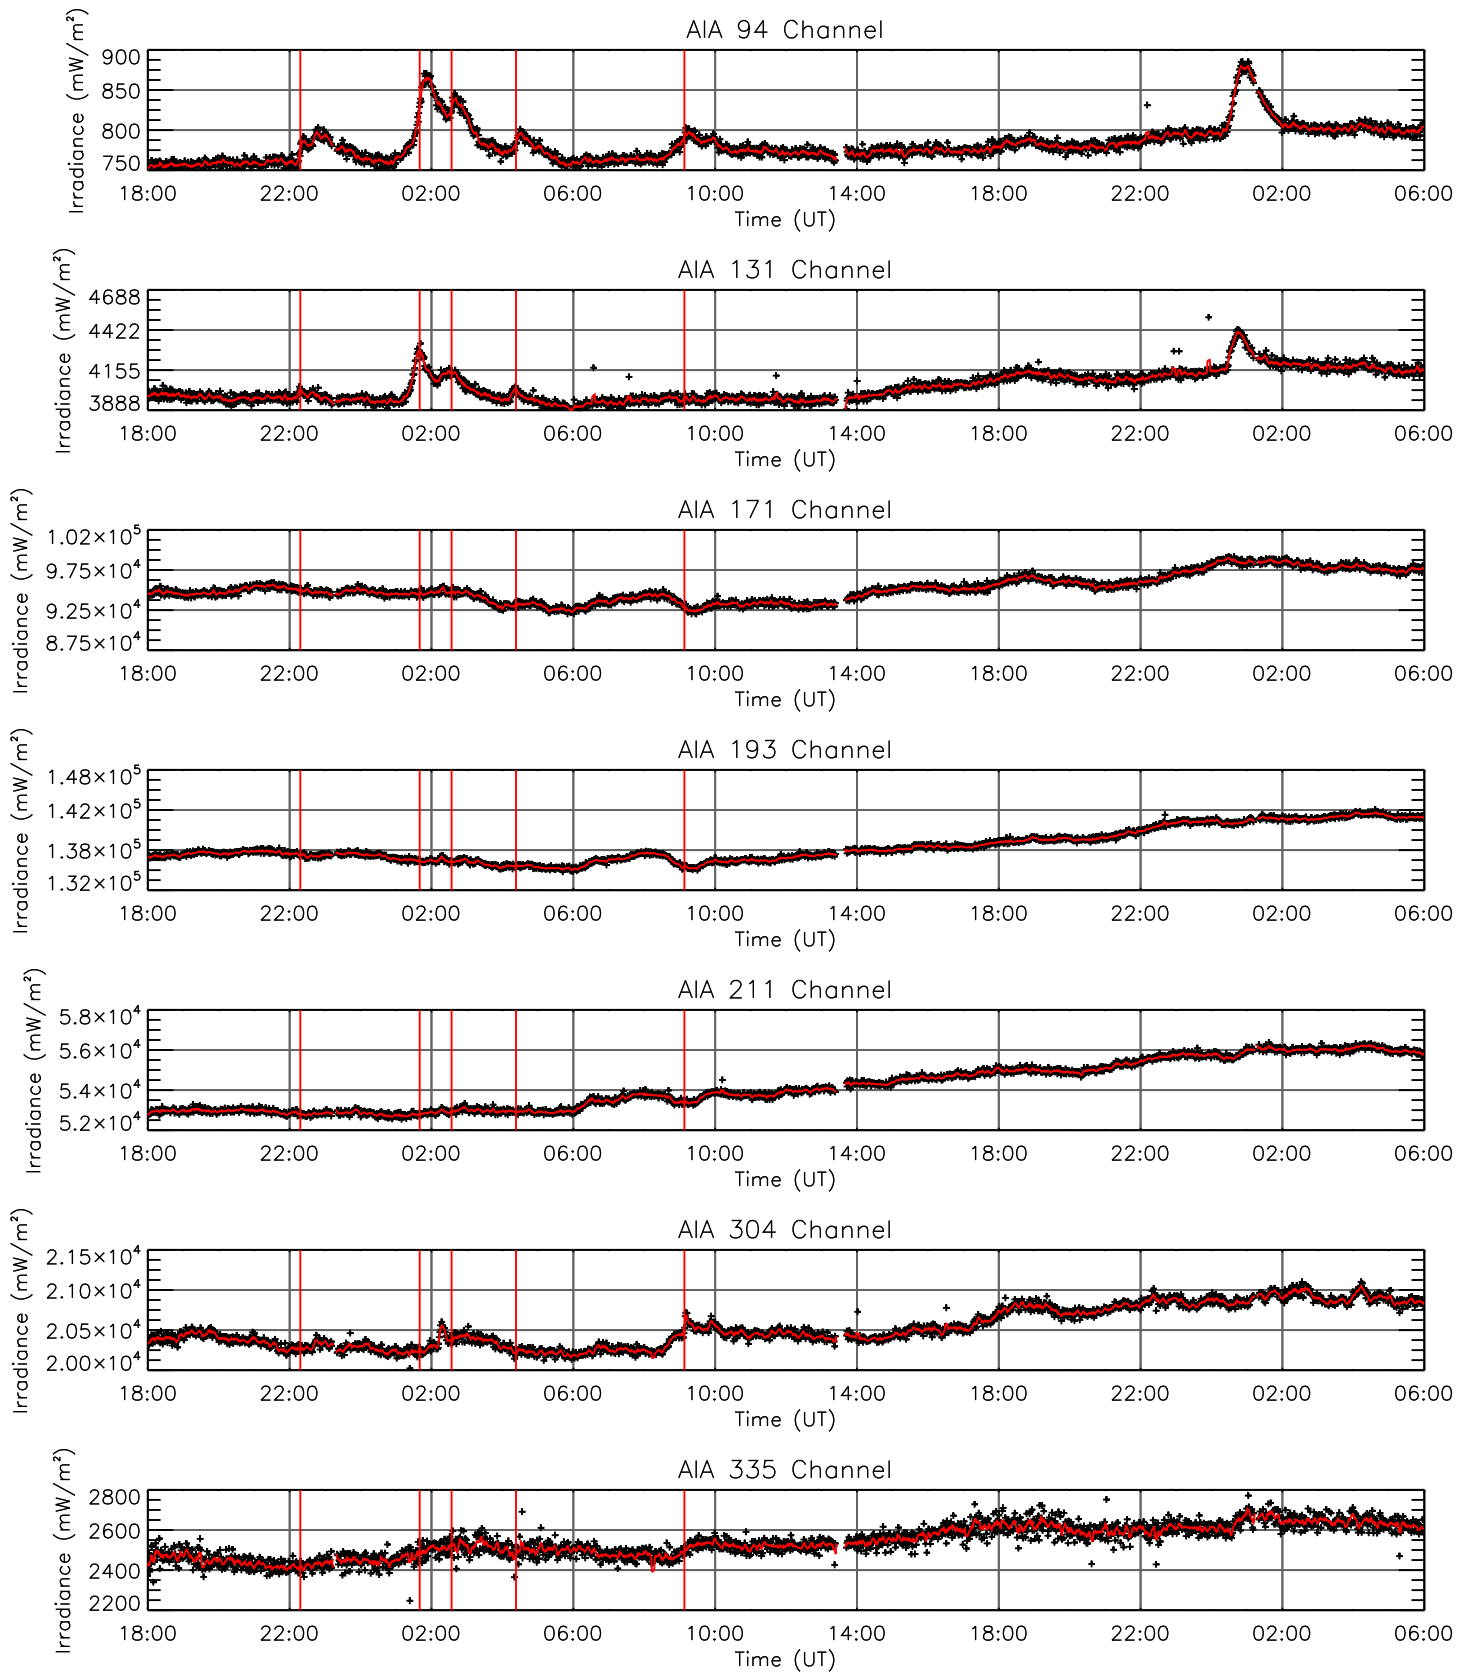 AIA 94 Channel
Irradiance (mW/m²)
900
850
800
750
18:00 22:00 02:00 06:00 10:00 14:00 18:00 22:00 02:00 06:00
Time (UT)
AIA 131 Channel
Irradiance (mW/m²)
4688
4422
4155
3888
18:00 22:00 02:00 06:00 10:00 14:00 18:00 22:00 02:00 06:00
Time (UT)
AIA 171 Channel
Irradiance (mW/m²)
1.02×10⁵
9.75×10⁴
9.25×10⁴
8.75×10⁴
18:00 22:00 02:00 06:00 10:00 14:00 18:00 22:00 02:00 06:00
Time (UT)
AIA 193 Channel
Irradiance (mW/m²)
1.48×10⁵
1.42×10⁵
1.38×10⁵
1.32×10⁵
18:00 22:00 02:00 06:00 10:00 14:00 18:00 22:00 02:00 06:00
Time (UT)
AIA 211 Channel
Irradiance (mW/m²)
5.8×10⁴
5.6×10⁴
5.4×10⁴
5.2×10⁴
18:00 22:00 02:00 06:00 10:00 14:00 18:00 22:00 02:00 06:00
Time (UT)
AIA 304 Channel
Irradiance (mW/m²)
2.15×10⁴
2.10×10⁴
2.05×10⁴
2.00×10⁴
18:00 22:00 02:00 06:00 10:00 14:00 18:00 22:00 02:00 06:00
Time (UT)
AIA 335 Channel
Irradiance (mW/m²)
2800
2600
2400
2200
18:00 22:00 02:00 06:00 10:00 14:00 18:00 22:00 02:00 06:00
Time (UT)